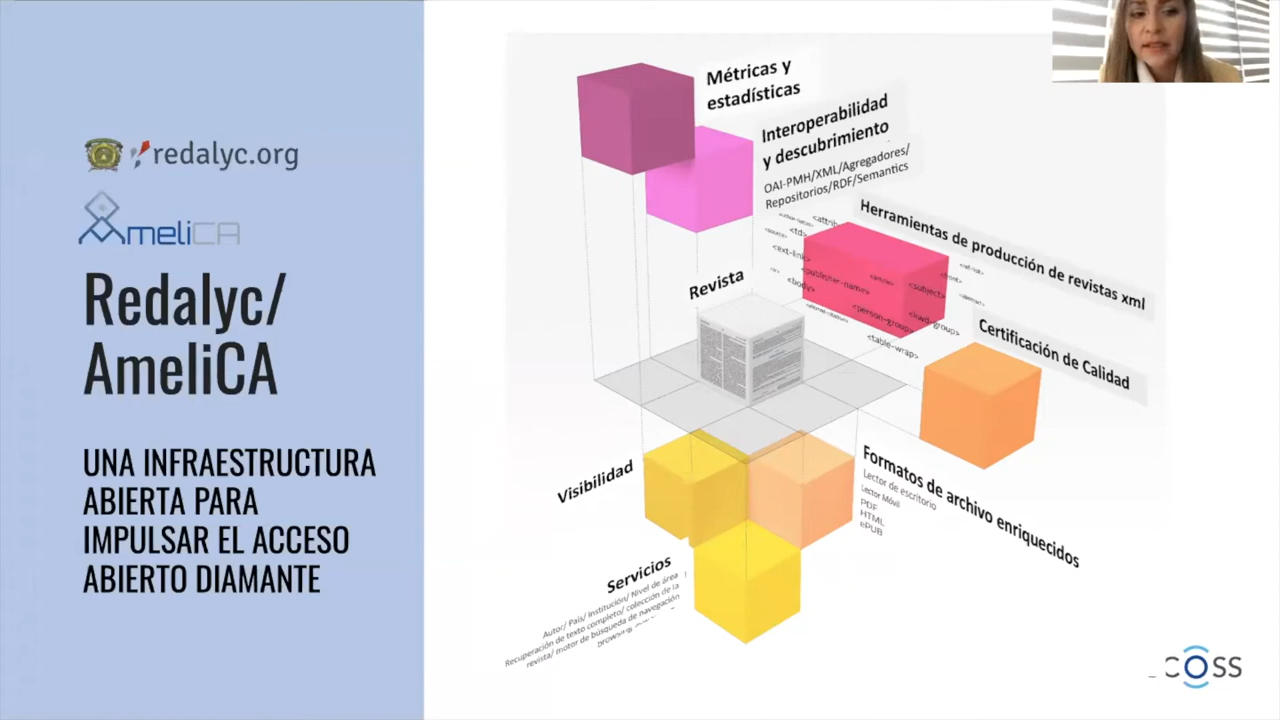 redalyc.org
AmeliCA
Redalyc/
AmeliCA
UNA INFRAESTRUCTURA
ABIERTA PARA
IMPULSAR EL ACCESO
ABIERTO DIAMANTE
Métricas y
estadísticas
Interoperabilidad
y descubrimiento
OAI-PMH/XML/Agregadores/
Repositorios/RDF/Semantics
Herramientas de producción de revistas xml
<td>
<ext-link>
<publisher-name>
<article>
<subject>
<body>
<person-group>
<kwd-group>
<table-wrap>
Revista
Certificación de Calidad
Visibilidad
Formatos de archivo enriquecidos
Lector de escritorio
Lector Móvil
PDF
HTML
ePUB
Servicios
Autor/ País/ Institución/ Nivel de área
Recuperación de texto completo/ colección de la
revista/ motor de búsqueda de navegación
COSS